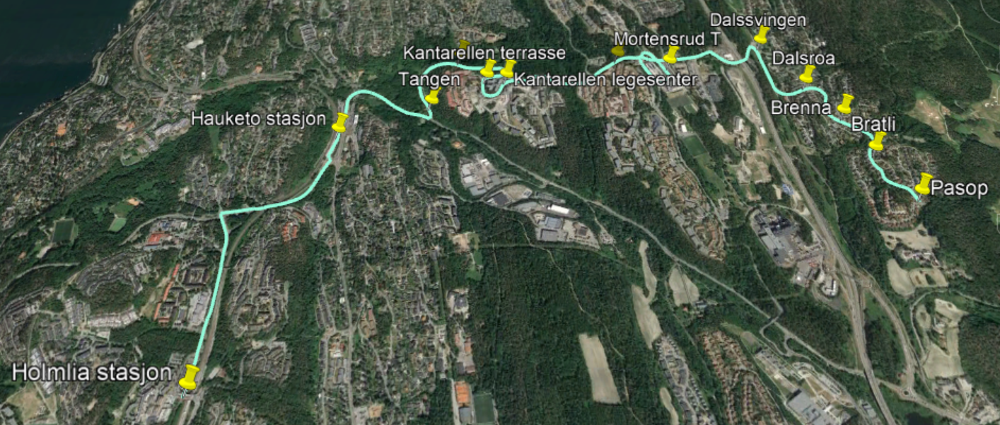 Dalssvingen
Mortensrud T
Kantarellen terrasse
Dalsroa
Tangen
Kantarellen legesenter
Brenna
Hauketo stasjon
Bratli
Pasop
Holmlia stasjon